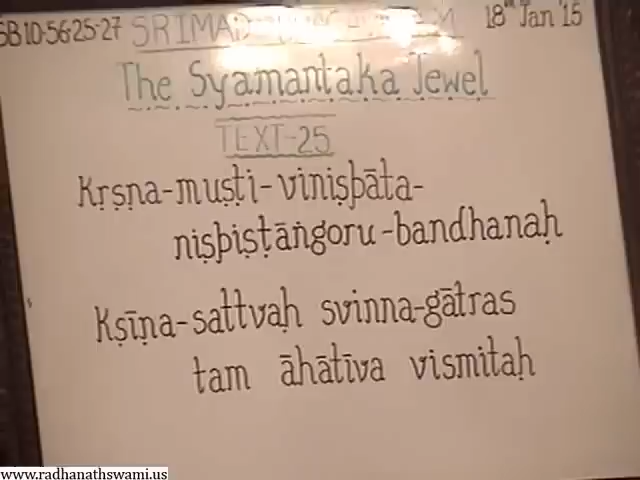 SB 10·56·25-27 SRIMAD 18th Jan '15
The Syamantaka Jewel
TEXT-25
Kṛṣṇa-muṣṭi-viniṣpāta-
niṣpiṣṭāṅgoru-bandhanaḥ
Kṣīṇa-sattvaḥ svinna-gātras
tam āhātīva vismitaḥ
www.radhanathswami.us